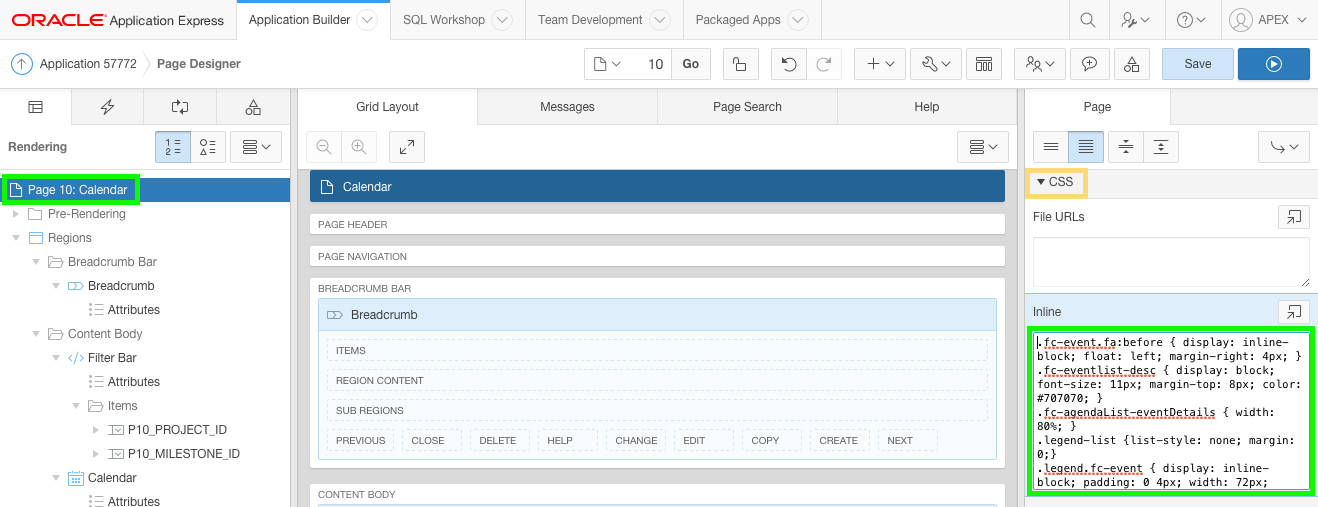 ORACLE Application Express
Application Builder
SQL Workshop
Team Development
Packaged Apps
APEX
Application 57772
Page Designer
10
Go
Save
Grid Layout
Messages
Page Search
Help
Page
Rendering
Page 10: Calendar
Pre-Rendering
Regions
Breadcrumb Bar
Breadcrumb
Attributes
Content Body
Filter Bar
Attributes
Items
P10_PROJECT_ID
P10_MILESTONE_ID
Calendar
Attributes
Calendar
PAGE HEADER
PAGE NAVIGATION
BREADCRUMB BAR
Breadcrumb
ITEMS
REGION CONTENT
SUB REGIONS
PREVIOUS
CLOSE
DELETE
HELP
CHANGE
EDIT
COPY
CREATE
NEXT
CONTENT BODY
CSS
File URLs
Inline
.fc-event.fa:before { display: inline-
block; float: left; margin-right: 4px; }
.fc-eventlist-desc { display: block;
font-size: 11px; margin-top: 8px; color:
#707070; }
.fc-agendaList-eventDetails { width:
80%; }
.legend-list {list-style: none; margin:
0;}
.legend.fc-event { display: inline-
block; padding: 0 4px; width: 72px;